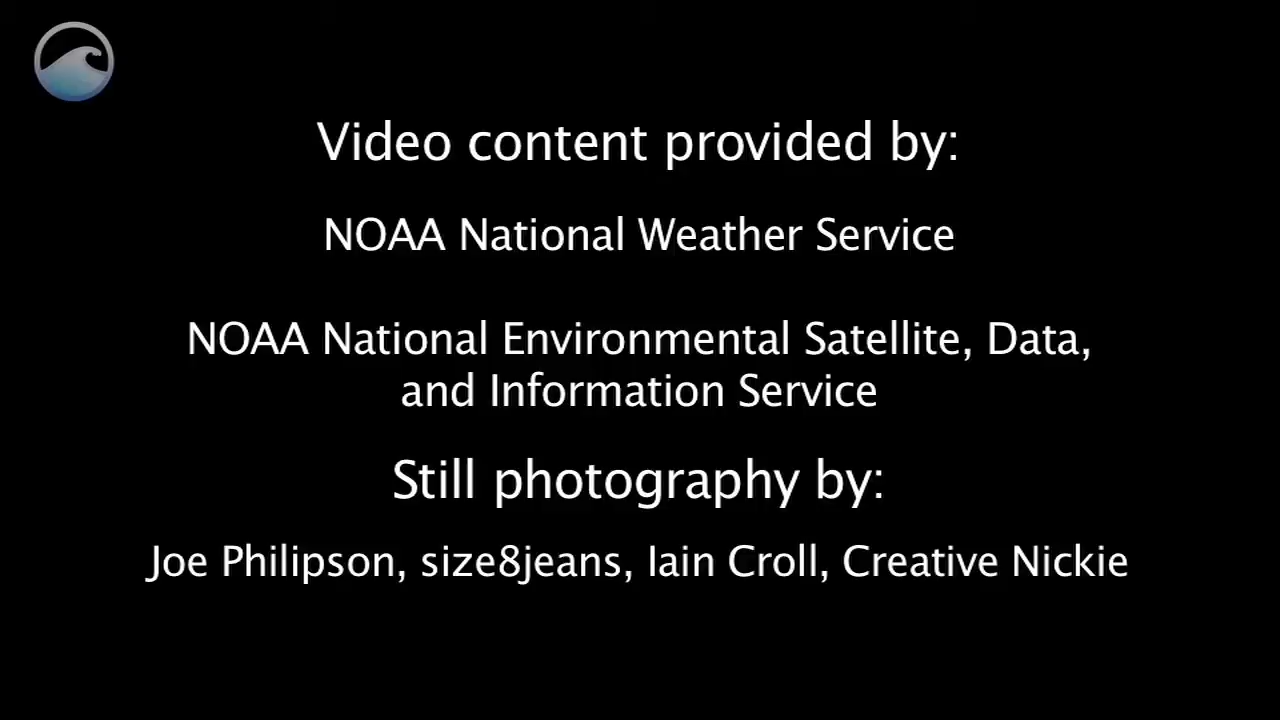 Video content provided by:
NOAA National Weather Service
NOAA National Environmental Satellite, Data,
and Information Service
Still photography by:
Joe Philipson, size8jeans, Iain Croll, Creative Nickie